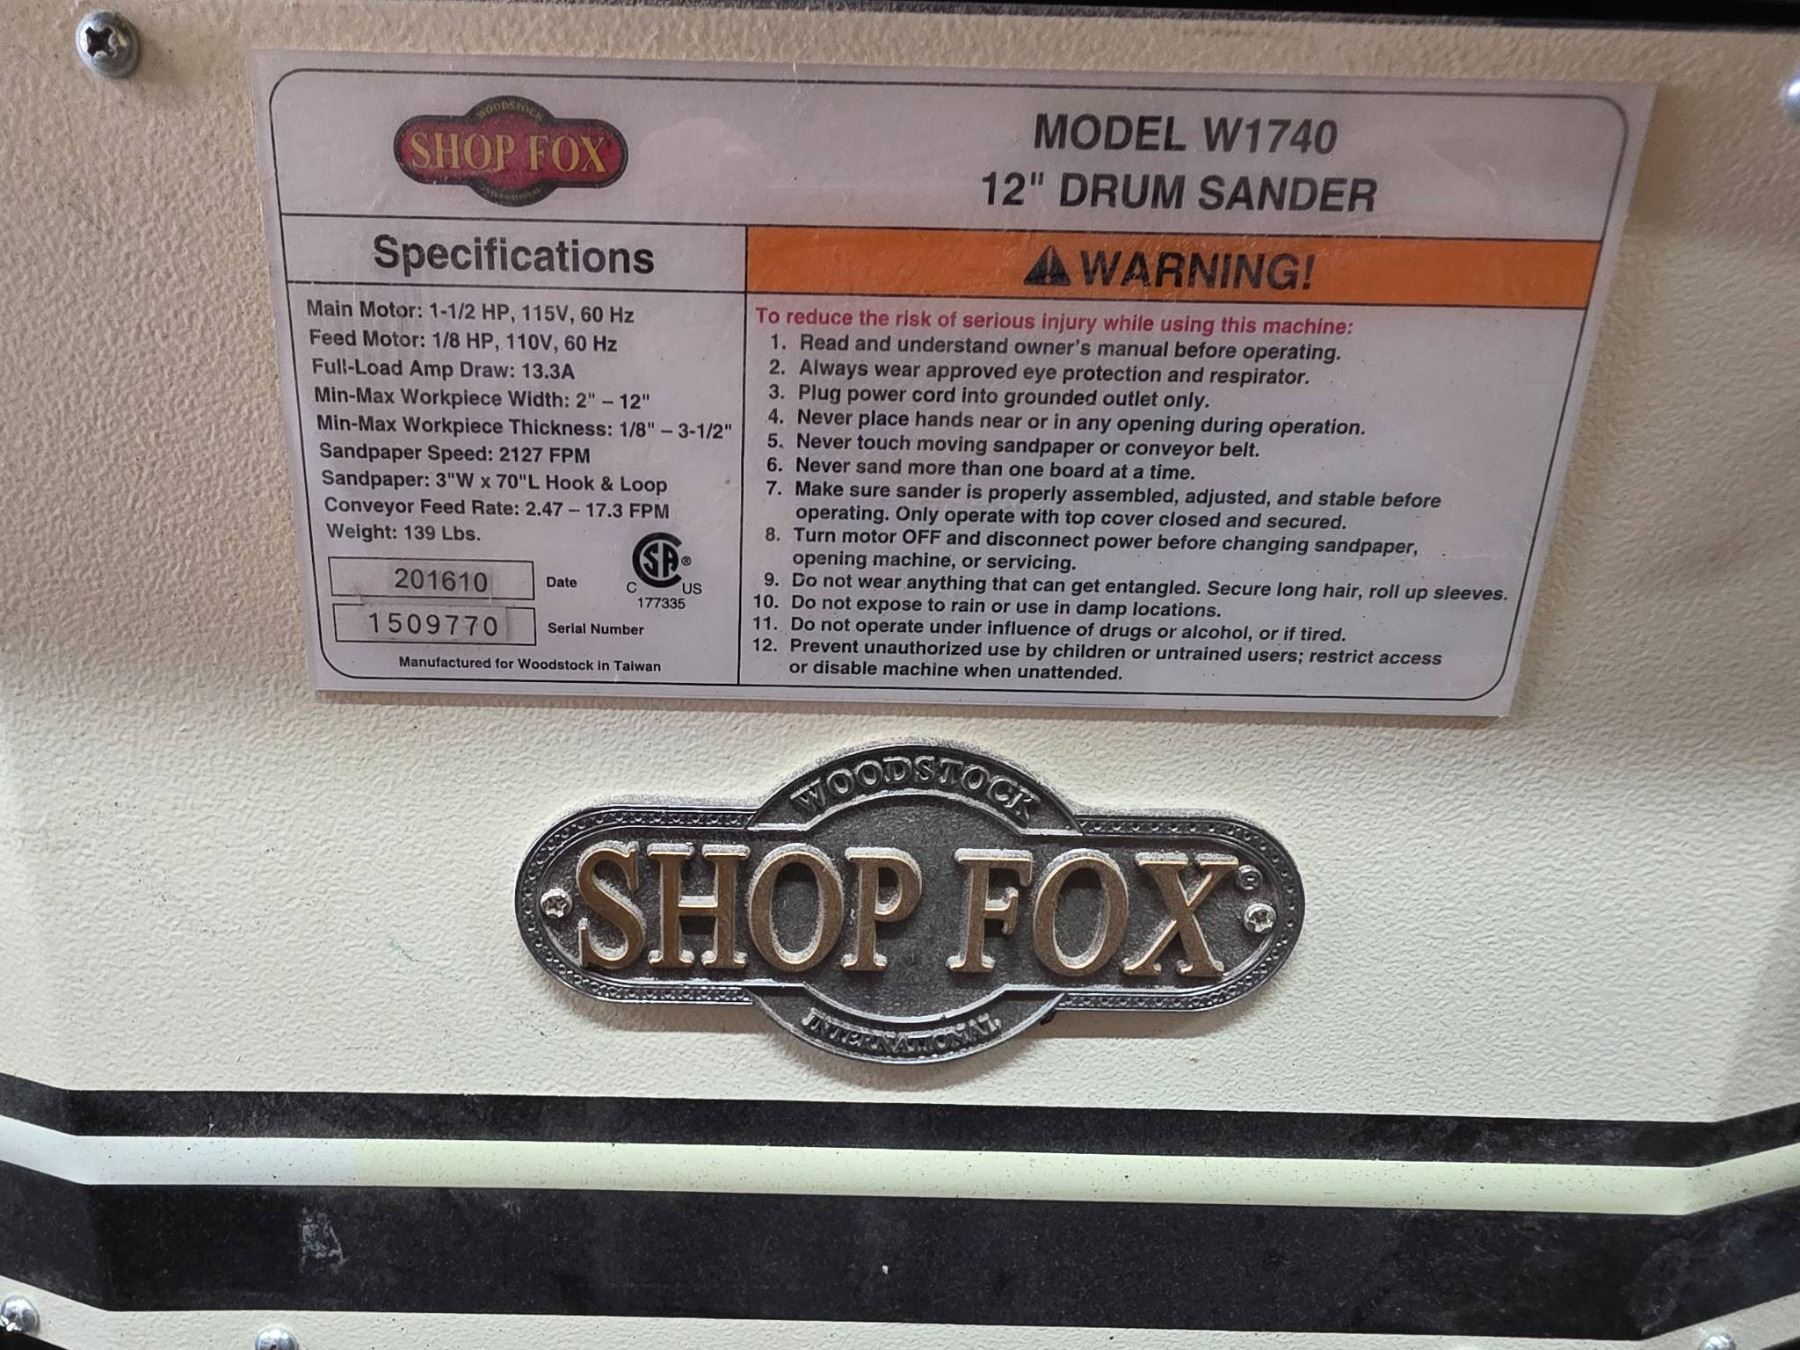 WOODSTOCK
SHOP FOX
INTERNATIONAL
MODEL W1740
12" DRUM SANDER
Specifications
Main Motor: 1-1/2 HP, 115V, 60 Hz
Feed Motor: 1/8 HP, 110V, 60 Hz
Full-Load Amp Draw: 13.3A
Min-Max Workpiece Width: 2" – 12"
Min-Max Workpiece Thickness: 1/8" – 3-1/2"
Sandpaper Speed: 2127 FPM
Sandpaper: 3"W x 70"L Hook & Loop
Conveyor Feed Rate: 2.47 – 17.3 FPM
Weight: 139 Lbs.
201610 Date
1509770 Serial Number
C SA® US
177335
Manufactured for Woodstock in Taiwan
WARNING!
To reduce the risk of serious injury while using this machine:
1. Read and understand owner's manual before operating.
2. Always wear approved eye protection and respirator.
3. Plug power cord into grounded outlet only.
4. Never place hands near or in any opening during operation.
5. Never touch moving sandpaper or conveyor belt.
6. Never sand more than one board at a time.
7. Make sure sander is properly assembled, adjusted, and stable before
operating. Only operate with top cover closed and secured.
8. Turn motor OFF and disconnect power before changing sandpaper,
opening machine, or servicing.
9. Do not wear anything that can get entangled. Secure long hair, roll up sleeves.
10. Do not expose to rain or use in damp locations.
11. Do not operate under influence of drugs or alcohol, or if tired.
12. Prevent unauthorized use by children or untrained users; restrict access
or disable machine when unattended.
WOODSTOCK
SHOP FOX®
INTERNATIONAL